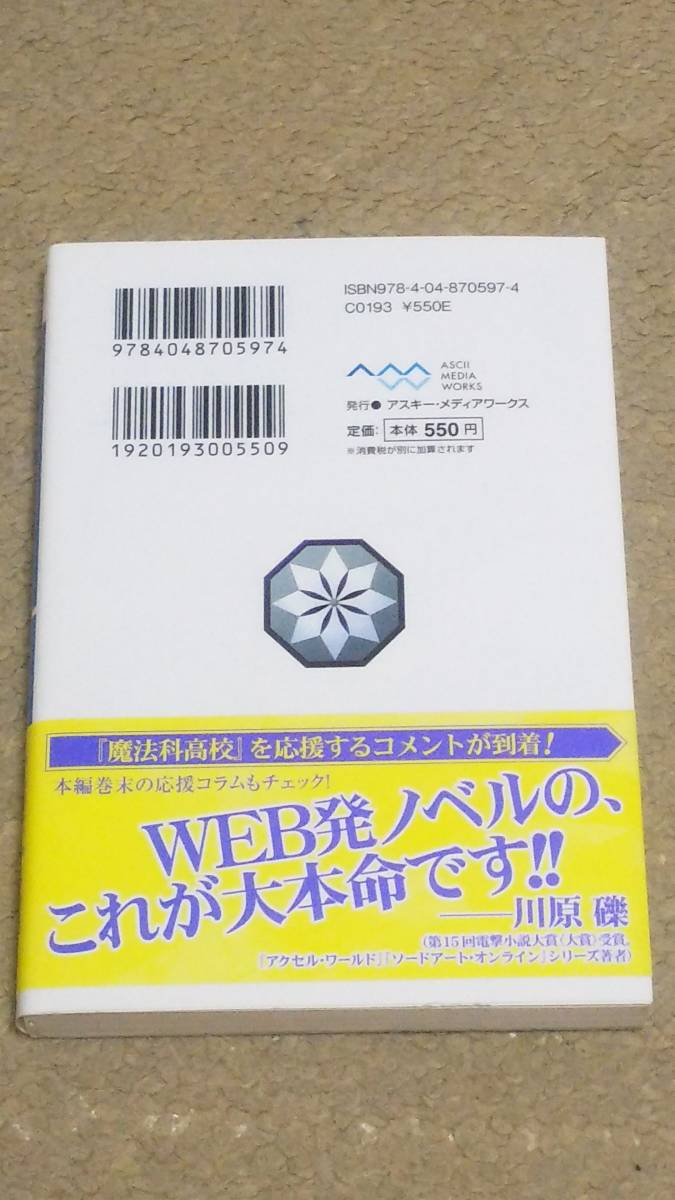 ISBN978-4-04-870597-4
C0193 ¥550E
9784048705974
ASCII
MEDIA
WORKS
発行●アスキー・メディアワークス
定価:本体550円
※消費税が別に加算されます
1920193005509
『魔法科高校』を応援するコメントが到着!
本編巻末の応援コラムもチェック!
WEB発ノベルの、
これが大本命です!!
――川原 礫
(第15回電撃小説大賞〈大賞〉受賞。
『アクセル・ワールド』『ソードアート・オンライン』シリーズ著者)